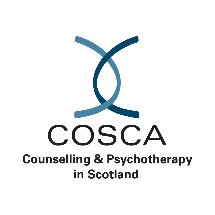 COSCA
Counselling & Psychotherapy
in Scotland